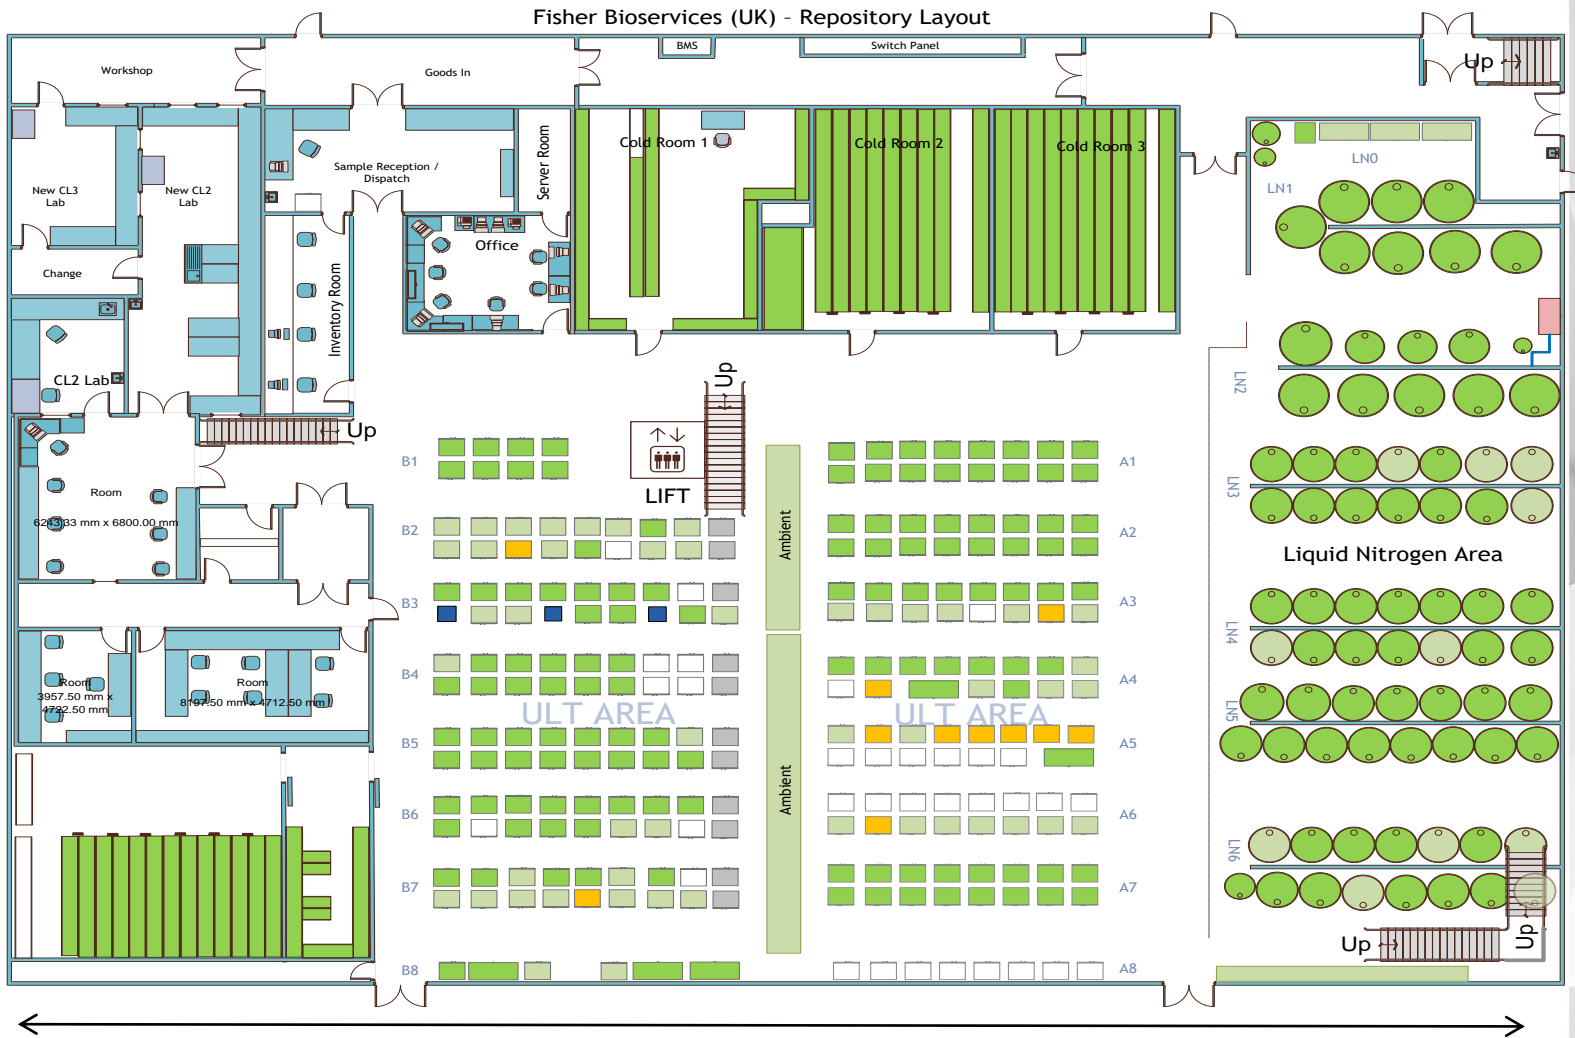 Fisher Bioservices (UK) - Repository Layout
BMS
Switch Panel
Workshop
Goods In
Up
Cold Room 1
Cold Room 2
Cold Room 3
LN0
LN1
Sample Reception /
Dispatch
Server Room
New CL3
Lab
New CL2
Lab
Office
Change
Inventory Room
CL2 Lab
Up
Up
LN2
B1
LIFT
A1
LN3
Room
6243.33 mm x 6800.00 mm
B2
Ambient
A2
Liquid Nitrogen Area
B3
A3
LN4
B4
A4
Room
3957.50 mm x
4722.50 mm
Room
8197.50 mm x 4712.50 mm
ULT AREA
ULT AREA
LN5
B5
A5
Ambient
B6
A6
LN6
B7
A7
Up
Up
B8
A8